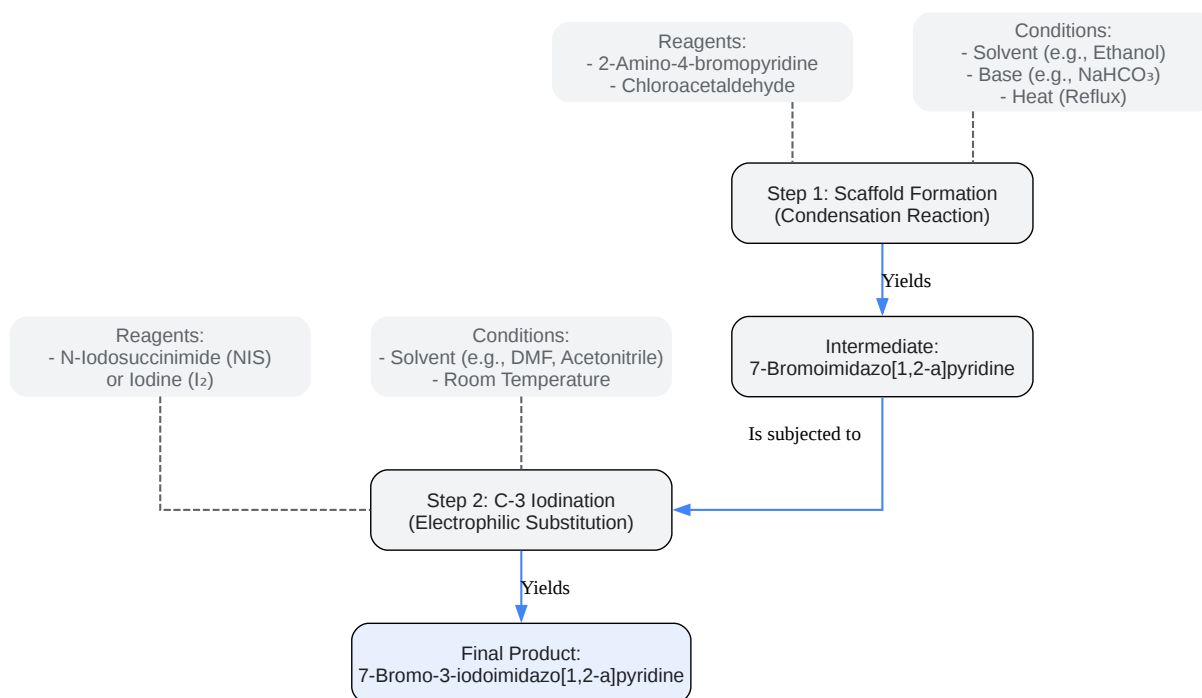 Reagents:
- 2-Amino-4-bromopyridine
- Chloroacetaldehyde
Conditions:
- Solvent (e.g., Ethanol)
- Base (e.g., NaHCO₃)
- Heat (Reflux)
Step 1: Scaffold Formation
(Condensation Reaction)
Yields
Intermediate:
7-Bromoimidazo[1,2-a]pyridine
Is subjected to
Reagents:
- N-Iodosuccinimide (NIS)
or Iodine (I₂)
Conditions:
- Solvent (e.g., DMF, Acetonitrile)
- Room Temperature
Step 2: C-3 Iodination
(Electrophilic Substitution)
Yields
Final Product:
7-Bromo-3-iodoimidazo[1,2-a]pyridine